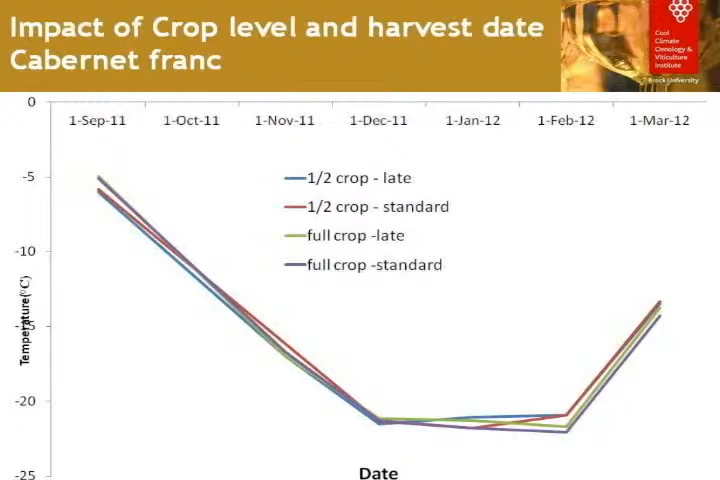 Impact of Crop level and harvest date
Cabernet franc
Cool
Climate
Oenology &
Viticulture
Institute
Brock University
0
1-Sep-11 1-Oct-11 1-Nov-11 1-Dec-11 1-Jan-12 1-Feb-12 1-Mar-12
-5
1/2 crop - late
1/2 crop - standard
full crop -late
full crop -standard
-10
Temperature(°C)
-15
-20
-25
Date